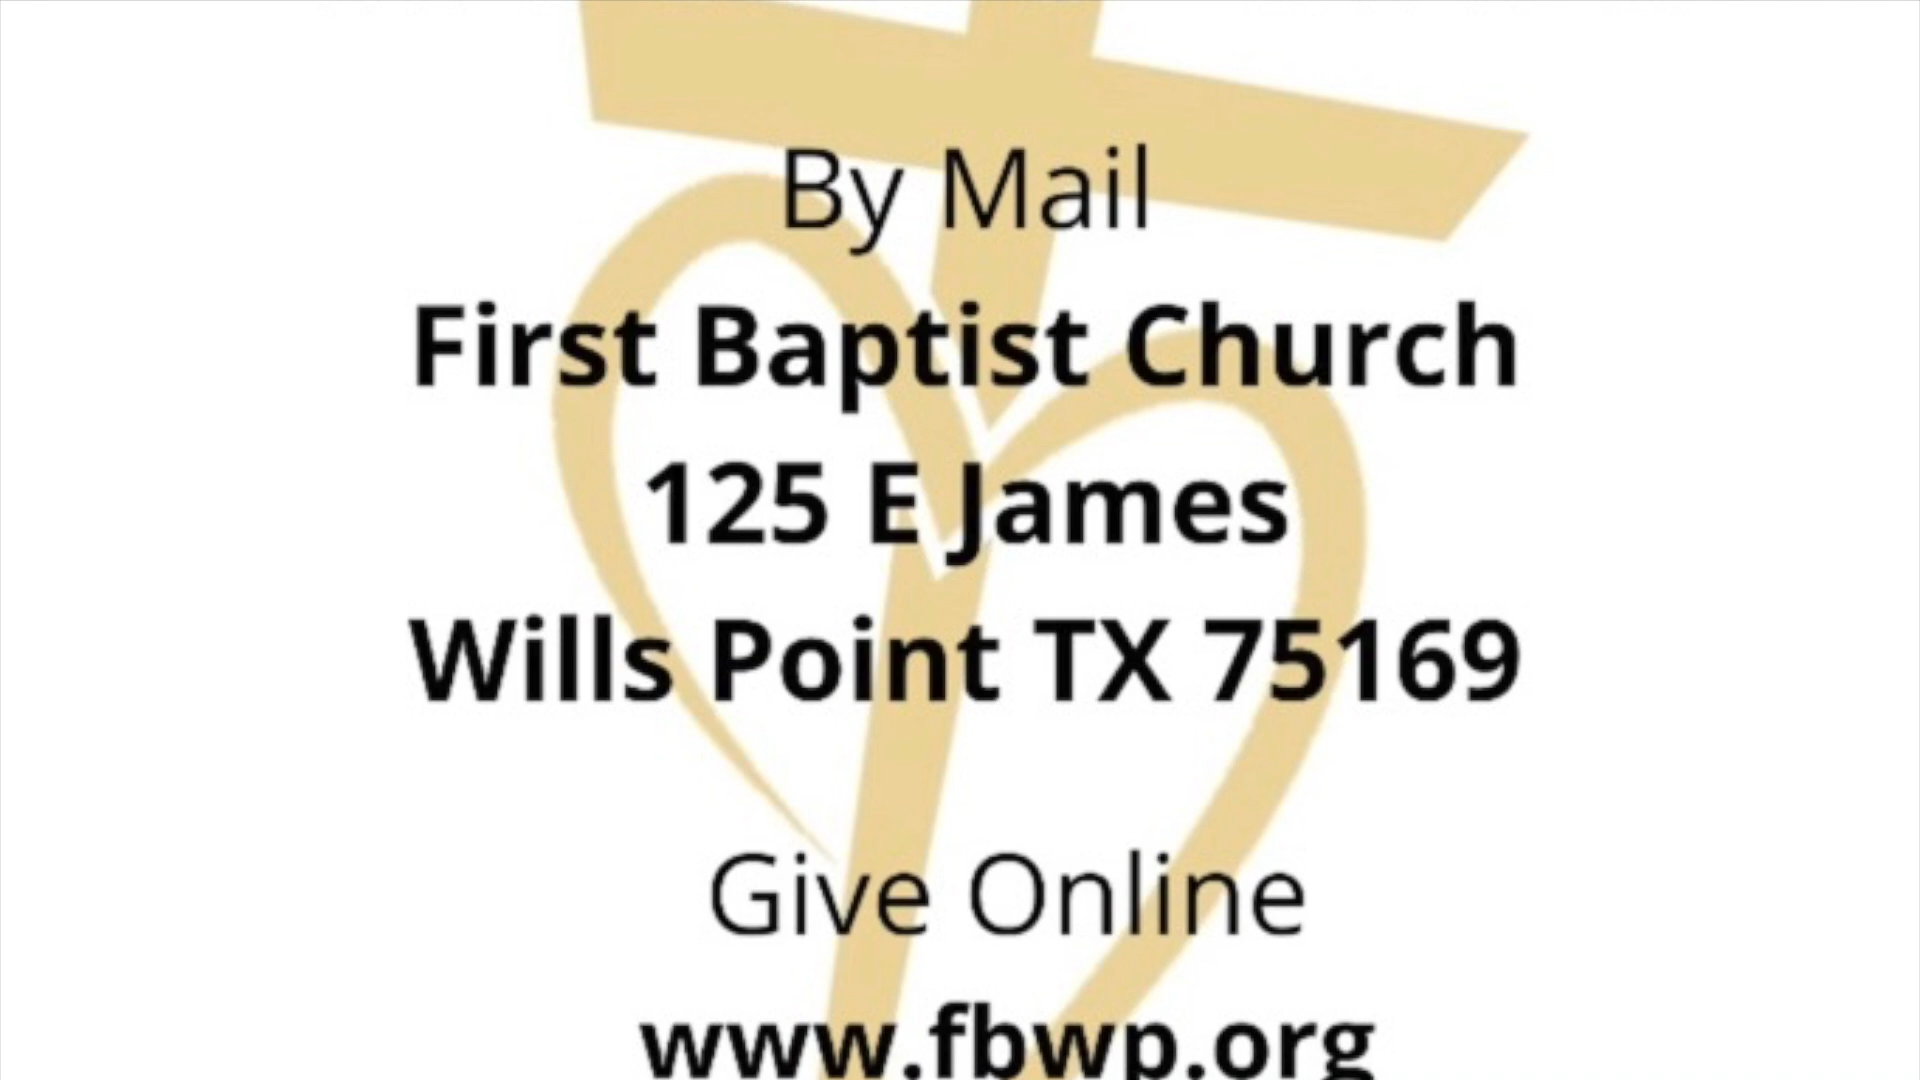 By Mail
First Baptist Church
125 E James
Wills Point TX 75169
Give Online
www.fbwp.org